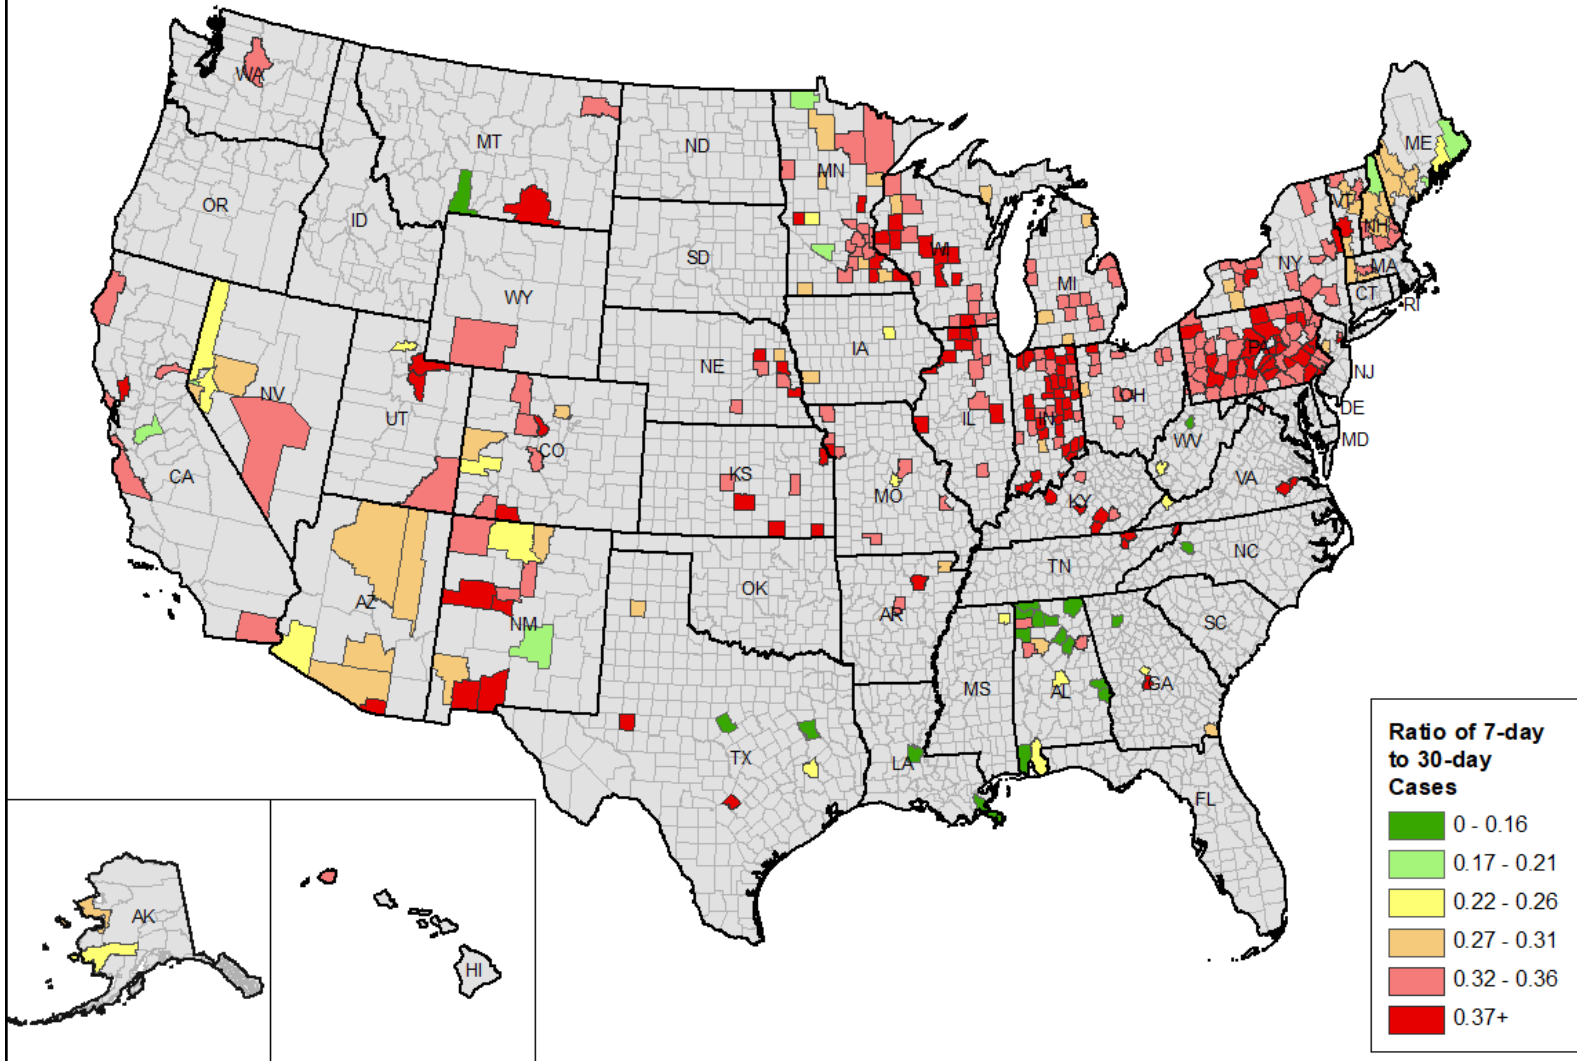 WA
MT
ND
MN
ME
OR
ID
SD
WI
VT
NH
NY
MA
WY
MI
CT
RI
IA
NE
PA
NV
UT
IL
IN
OH
NJ
CO
DE
WV
MD
CA
KS
MO
VA
KY
NC
TN
OK
AZ
NM
AR
SC
MS
AL
GA
TX
LA
FL
AK
HI
Ratio of 7-day
to 30-day
Cases
0 - 0.16
0.17 - 0.21
0.22 - 0.26
0.27 - 0.31
0.32 - 0.36
0.37+